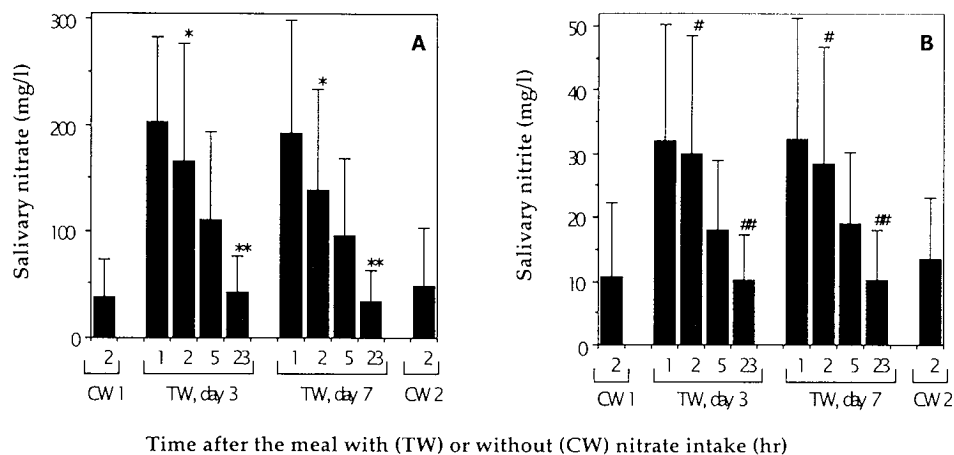 A
Salivary nitrate (mg/l)
300
200
100
0
*
**
*
**
2 1 2 5 23 1 2 5 23 2
CW 1 TW, day 3 TW, day 7 CW 2
B
Salivary nitrite (mg/l)
50
40
30
20
10
0
#
##
#
##
2 1 2 5 23 1 2 5 23 2
CW 1 TW, day 3 TW, day 7 CW 2
Time after the meal with (TW) or without (CW) nitrate intake (hr)